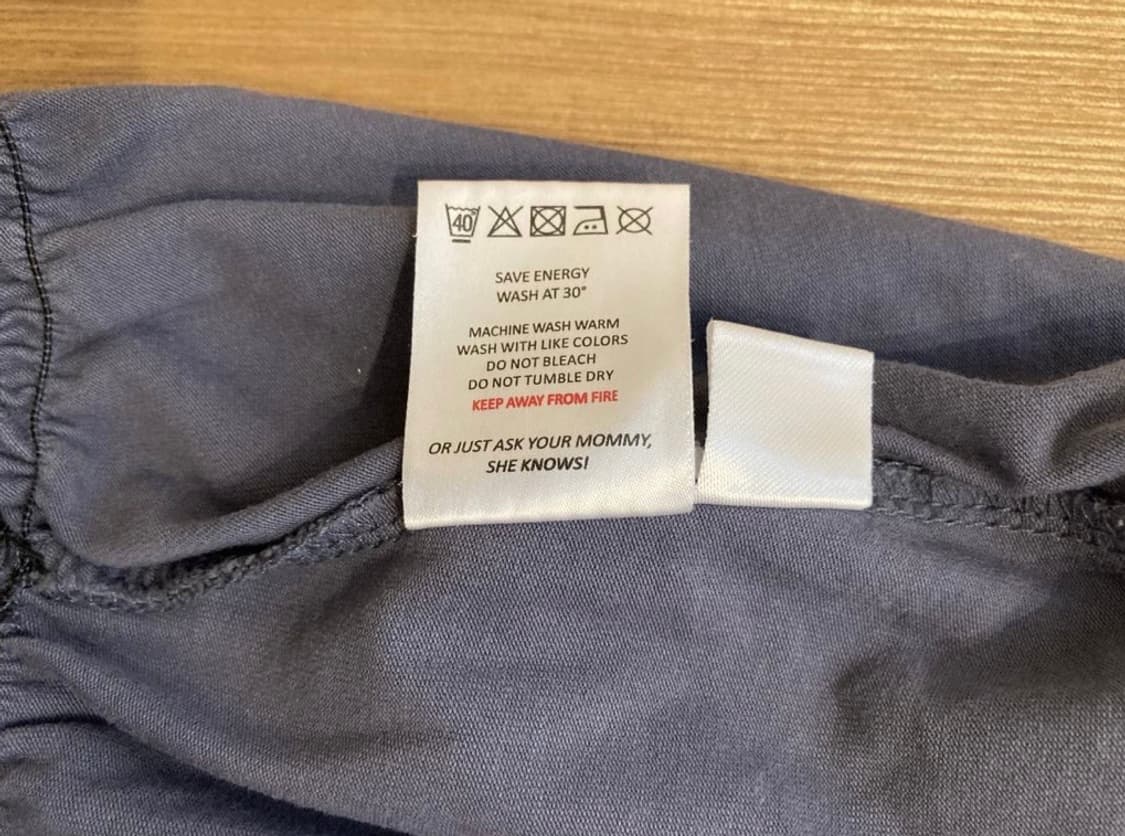 40°
SAVE ENERGY
WASH AT 30°
MACHINE WASH WARM
WASH WITH LIKE COLORS
DO NOT BLEACH
DO NOT TUMBLE DRY
KEEP AWAY FROM FIRE
OR JUST ASK YOUR MOMMY,
SHE KNOWS!